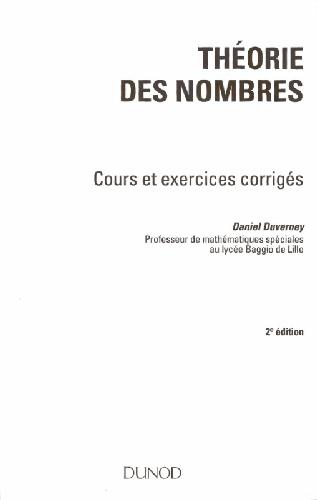 THÉORIE
DES NOMBRES
Cours et exercices corrigés
Daniel Duverney
Professeur de mathématiques spéciales
au lycée Baggio de Lille
2e édition
DUNOD